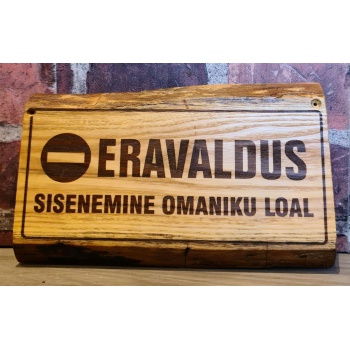 ERAVALDUS
SISENEMINE OMANIKU LOAL